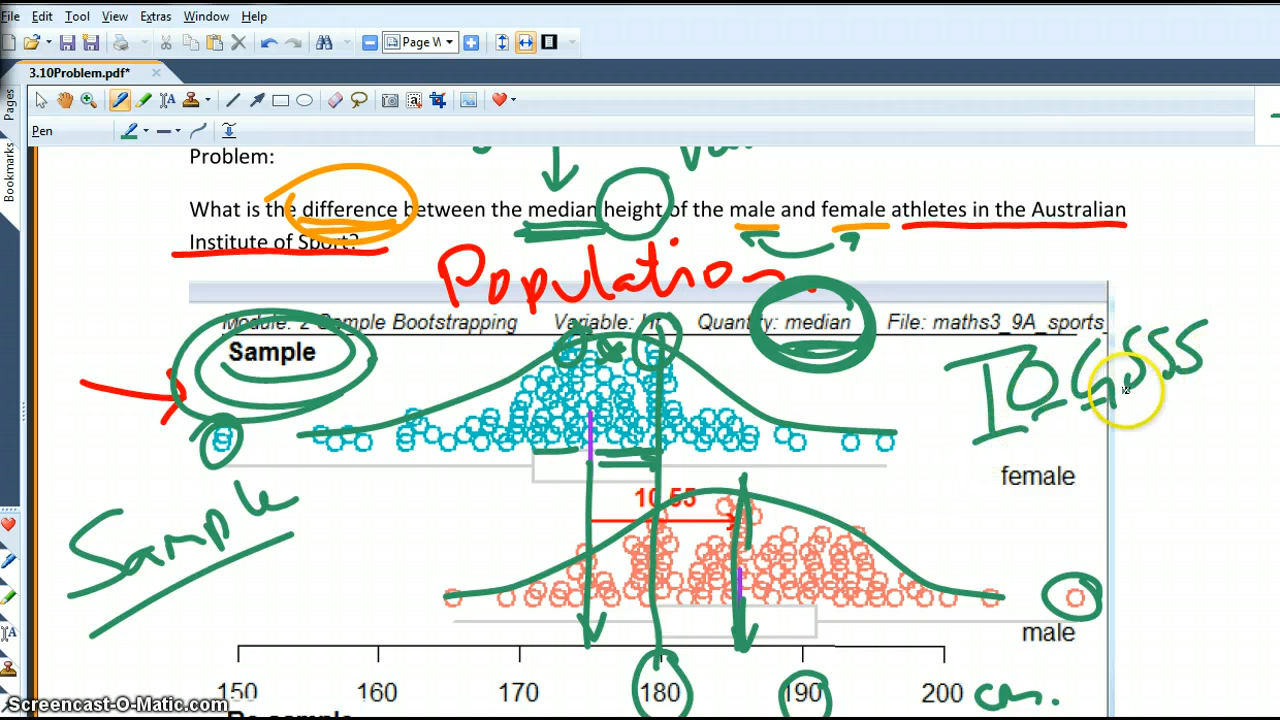 File Edit Tool View Extras Window Help
Page W
3.10Problem.pdf*
Pages
Bookmarks
Pen
Problem:
What is the difference between the median height of the male and female athletes in the Australian
Institute of Sport?
Population
Module: 2 Sample Bootstrapping Variable: Ht Quantity: median File: maths3_9A_sports_
Sample
female
10.55
Sample
male
150 160 170 180 190 200 cm.
Re-sample
Screencast-O-Matic.com